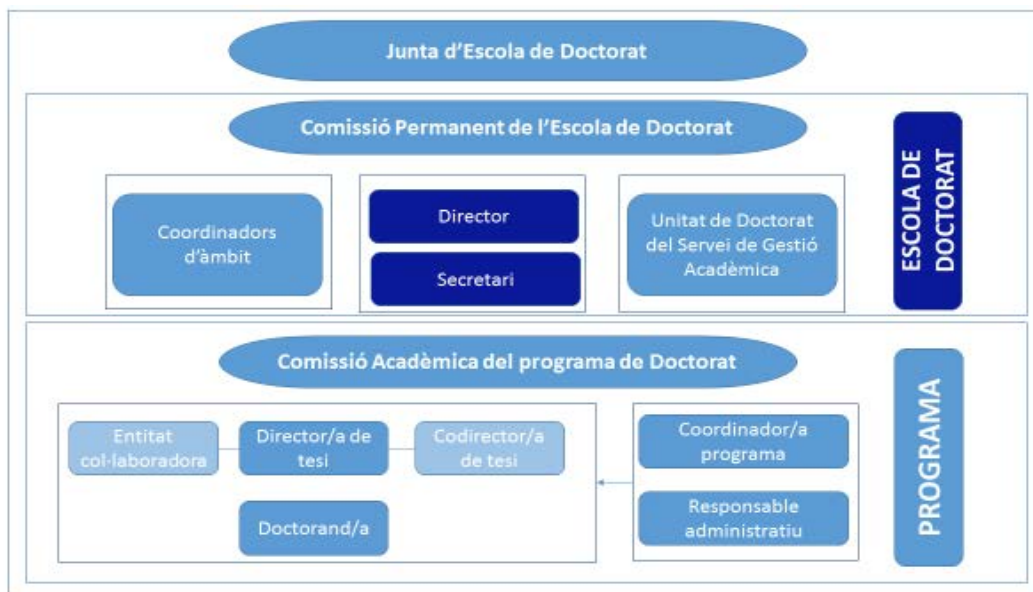 Junta d’Escola de Doctorat
Comissió Permanent de l’Escola de Doctorat
Coordinadors
d’àmbit
Director
Secretari
Unitat de Doctorat
del Servei de Gestió
Acadèmica
ESCOLA DE
DOCTORAT
Comissió Acadèmica del programa de Doctorat
Entitat
col·laboradora
Director/a de
tesi
Codirector/a
de tesi
Doctorand/a
Coordinador/a
programa
Responsable
administratiu
PROGRAMA